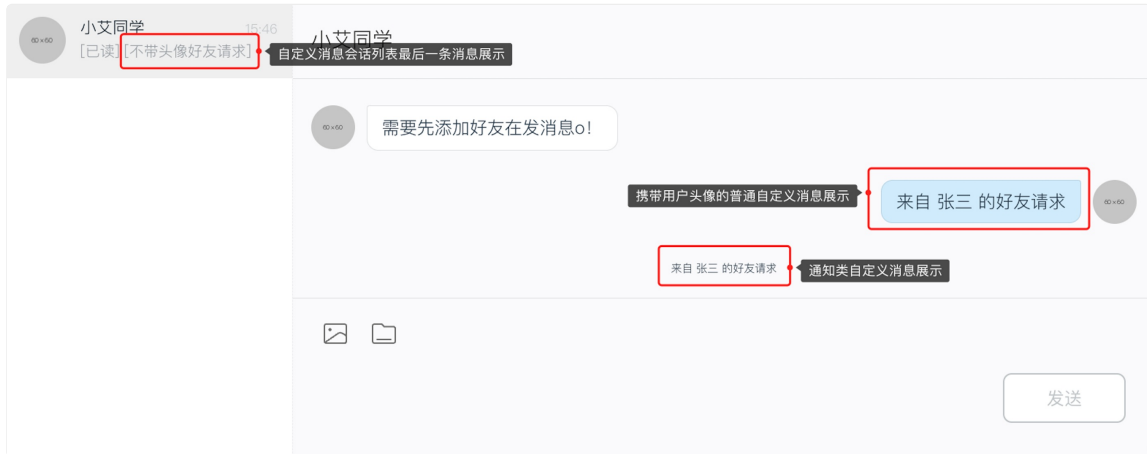 小艾同学
15:46
60×60
[已读][不带头像好友请求]
自定义消息会话列表最后一条消息展示
小艾同学
60×60
需要先添加好友在发消息o!
携带用户头像的普通自定义消息展示
来自 张三 的好友请求
60×60
来自 张三 的好友请求
通知类自定义消息展示
发送